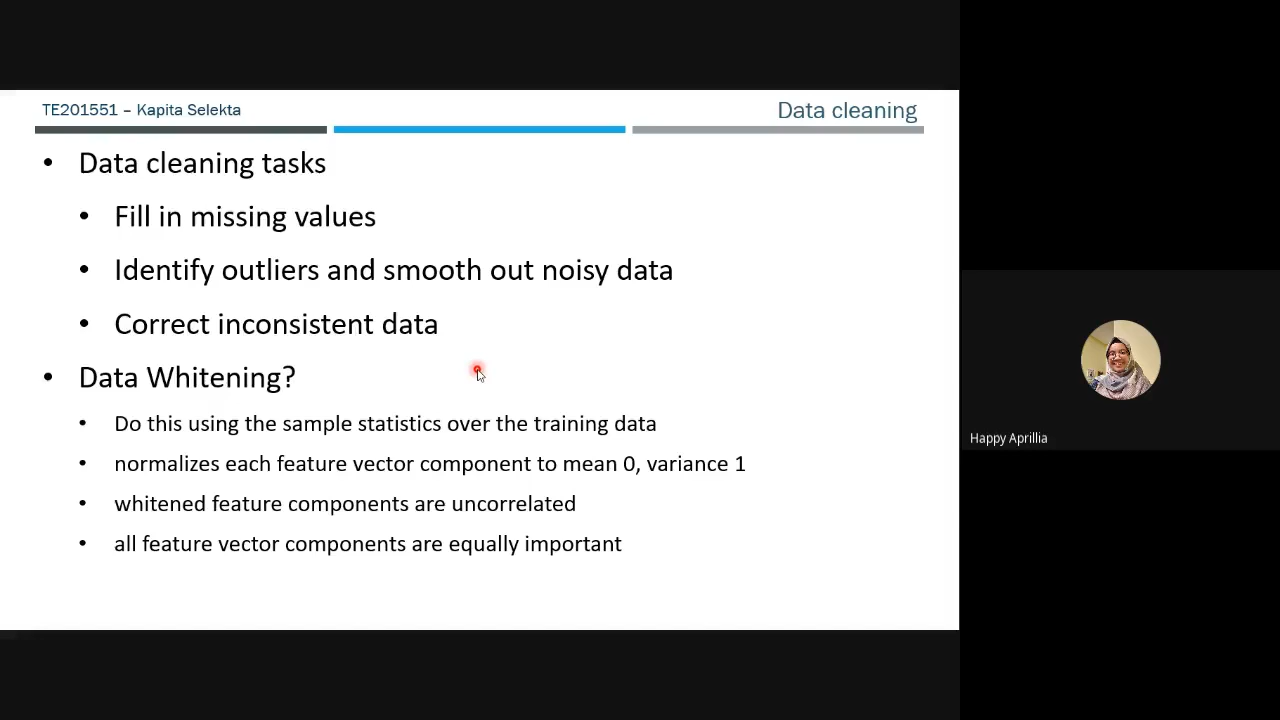 TE201551 – Kapita Selekta
Data cleaning
• Data cleaning tasks
• Fill in missing values
• Identify outliers and smooth out noisy data
• Correct inconsistent data
• Data Whitening?
• Do this using the sample statistics over the training data
• normalizes each feature vector component to mean 0, variance 1
• whitened feature components are uncorrelated
• all feature vector components are equally important
Happy Aprillia